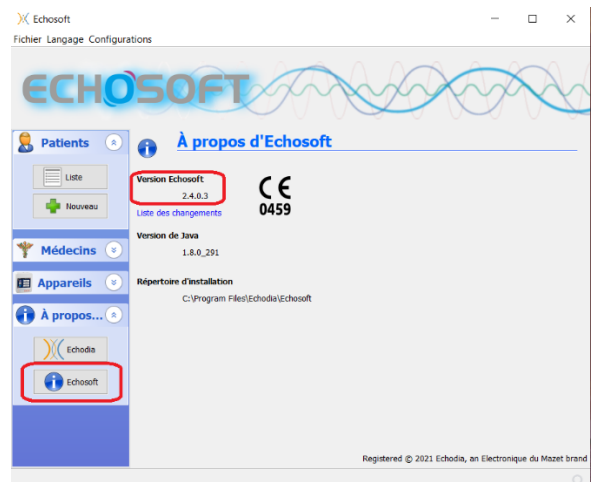 Echosoft
Fichier Langage Configurations
ECHOSOFT
Patients
Liste
Nouveau
Médecins
Appareils
À propos...
Echodia
Echosoft
À propos d'Echosoft
Version Echosoft
2.4.0.3
Liste des changements
CE
0459
Version de Java
1.8.0_291
Répertoire d'installation
C:\Program Files\Echodia\Echosoft
Registered © 2021 Echodia, an Electronique du Mazet brand